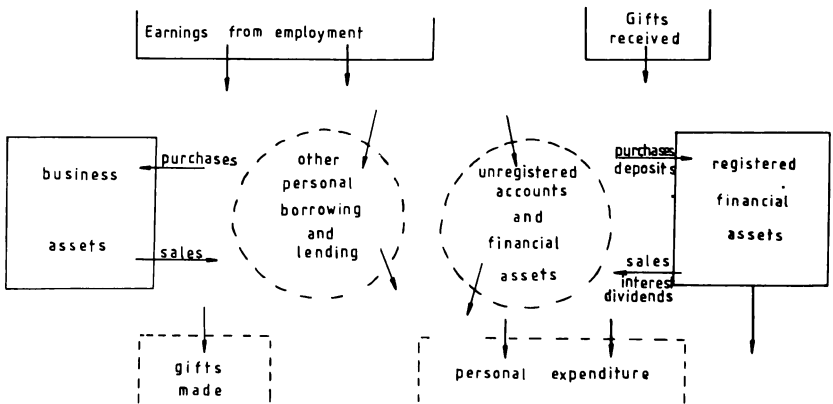 Earnings from employment
Gifts
received
business
assets
purchases
sales
other
personal
borrowing
and
lending
unregistered
accounts
and
financial
assets
purchases
deposits
sales
interest
dividends
registered
financial
assets
gifts
made
personal expenditure